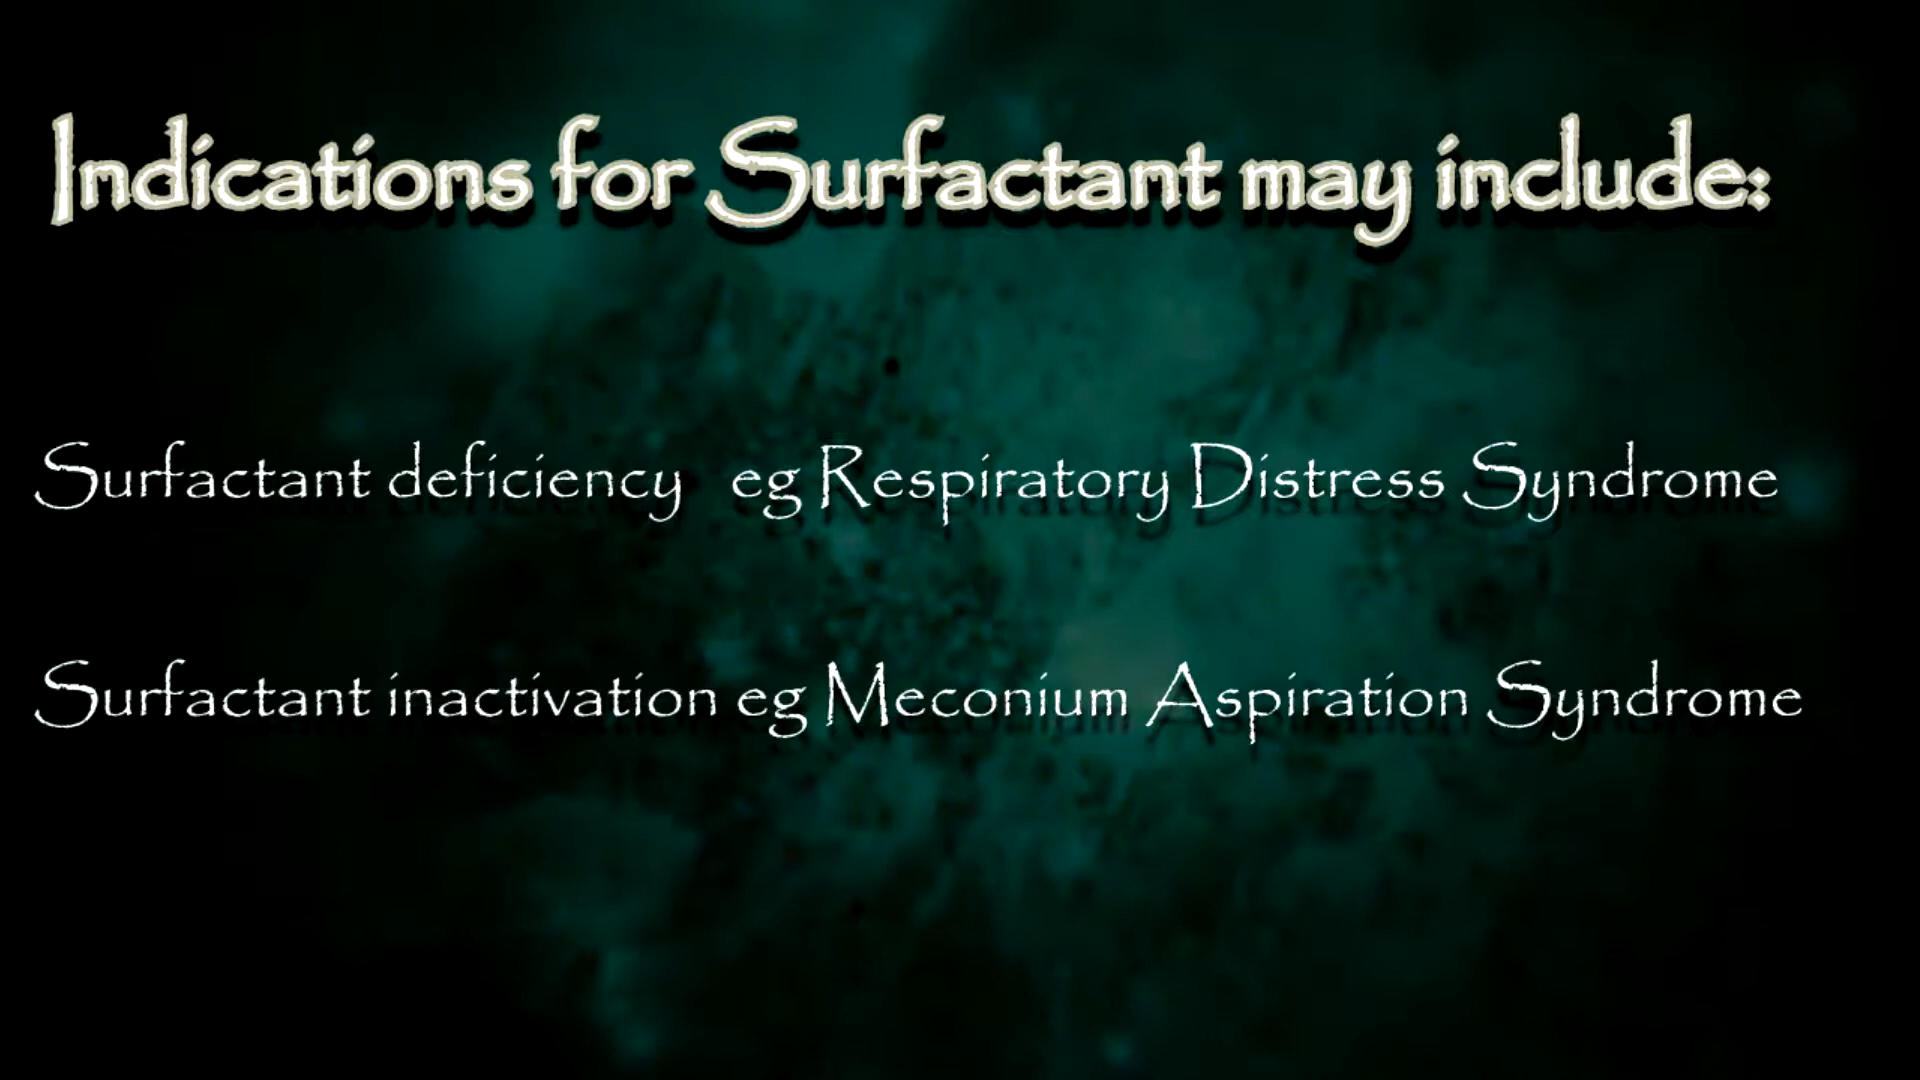 Indications for Surfactant may include:
Surfactant deficiency eg Respiratory Distress Syndrome
Surfactant inactivation eg Meconium Aspiration Syndrome